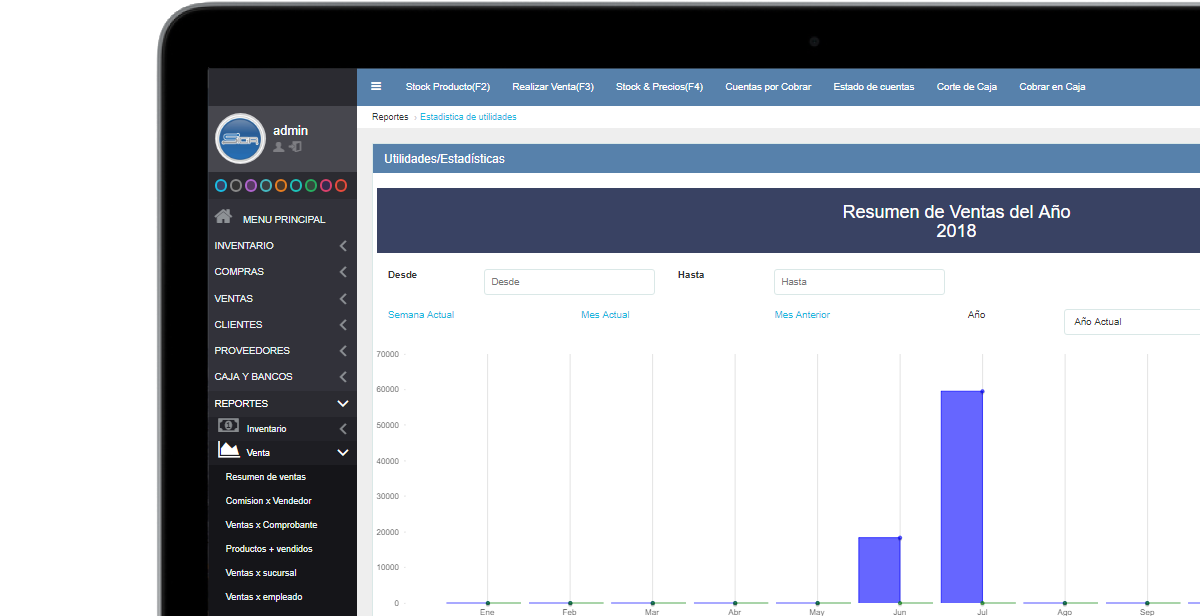 Stock Producto(F2) Realizar Venta(F3) Stock & Precios(F4) Cuentas por Cobrar Estado de cuentas Corte de Caja Cobrar en Caja
Reportes › Estadistica de utilidades
admin
MENU PRINCIPAL
INVENTARIO
COMPRAS
VENTAS
CLIENTES
PROVEEDORES
CAJA Y BANCOS
REPORTES
Inventario
Venta
Resumen de ventas
Comision x Vendedor
Ventas x Comprobante
Productos + vendidos
Ventas x sucursal
Ventas x empleado
Utilidades/Estadísticas
Resumen de Ventas del Año
2018
Desde Desde Hasta Hasta
Semana Actual Mes Actual Mes Anterior Año Año Actual
70000
60000
50000
40000
30000
20000
10000
0
Ene Feb Mar Abr May Jun Jul Ago Sep